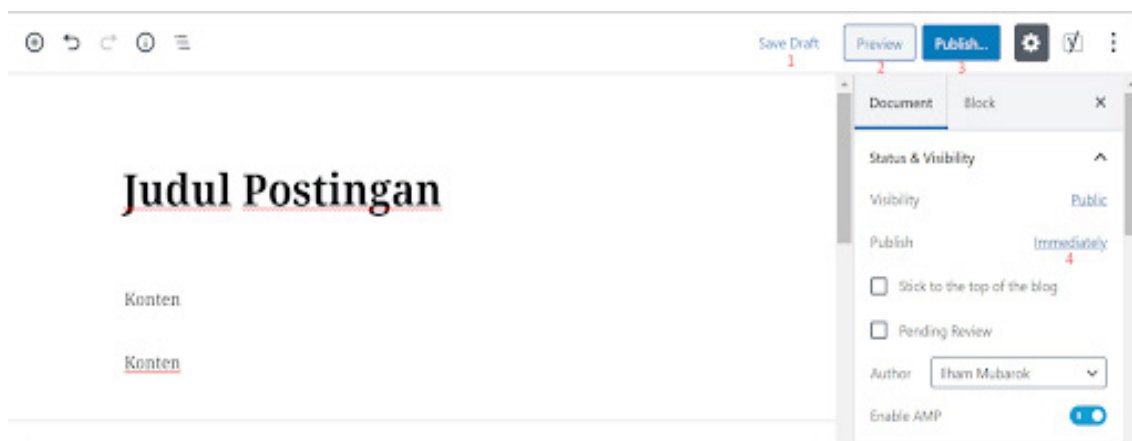 Save Draft Preview Publish...
1 2 3
Document Block
Judul Postingan
Status & Visibility
Visibility Public
Publish Immediately
4
Konten
Stick to the top of the blog
Pending Review
Konten
Author Ilham Mubarok
Enable AMP